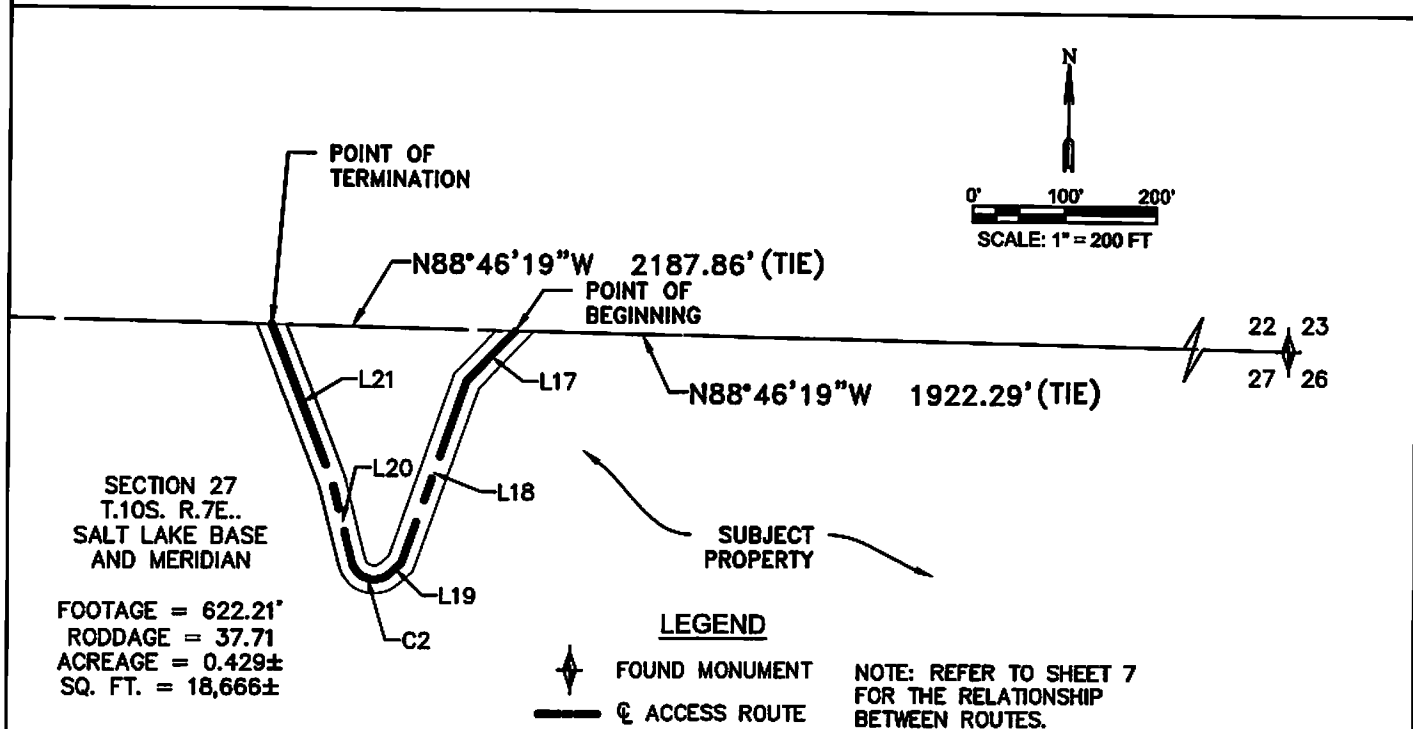 N
POINT OF
TERMINATION
0' 100' 200'
SCALE: 1" = 200 FT
N88°46'19"W 2187.86' (TIE)
POINT OF
BEGINNING
22 23
27 26
L17
L21
N88°46'19"W 1922.29' (TIE)
L20
L18
SECTION 27
T.10S. R.7E..
SALT LAKE BASE
AND MERIDIAN
SUBJECT
PROPERTY
L19
FOOTAGE = 622.21'
RODDAGE = 37.71
ACREAGE = 0.429±
SQ. FT. = 18,666±
C2
LEGEND
FOUND MONUMENT
℄ ACCESS ROUTE
NOTE: REFER TO SHEET 7
FOR THE RELATIONSHIP
BETWEEN ROUTES.